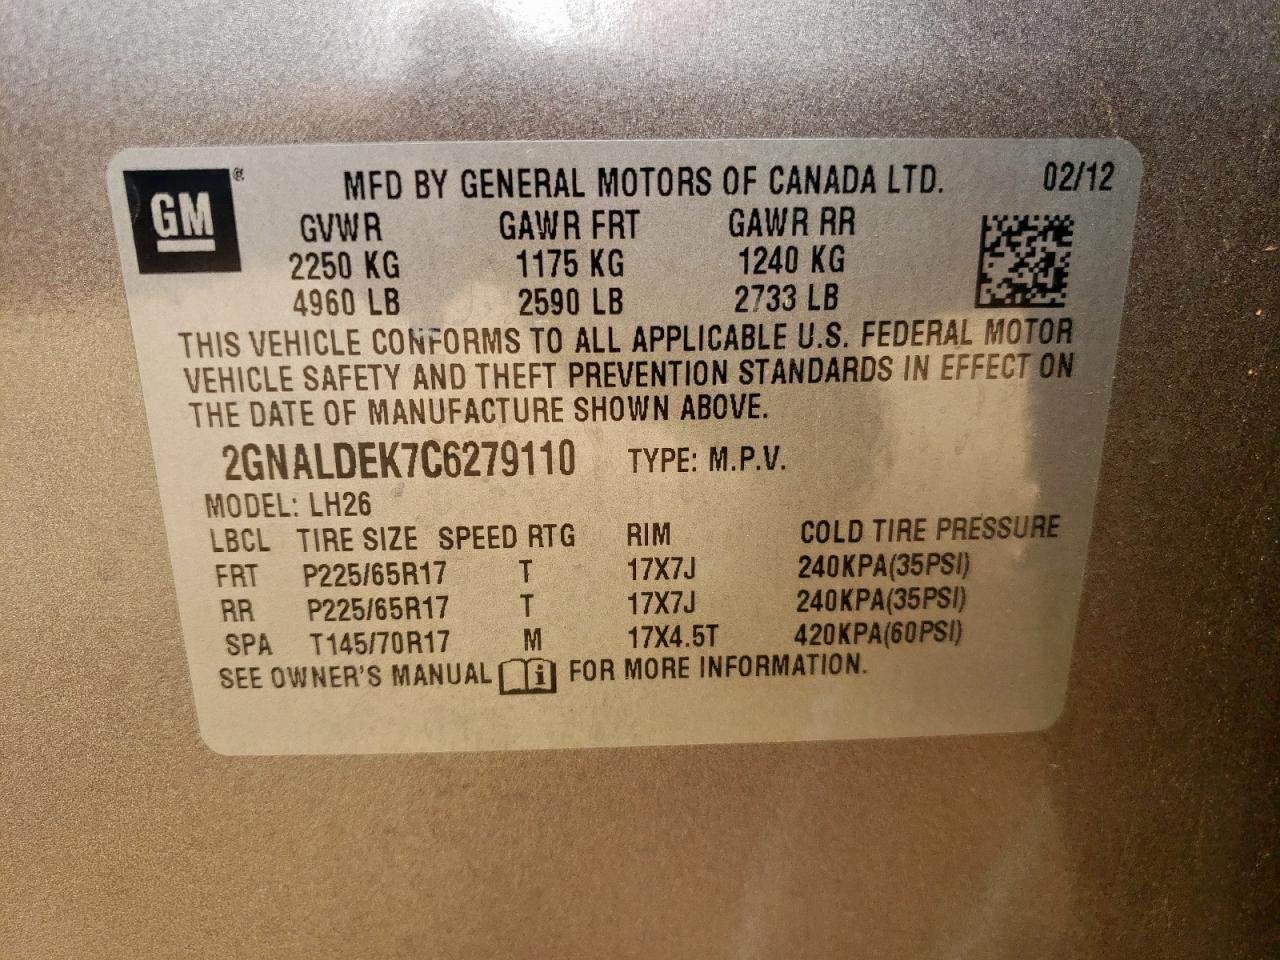 GM ® MFD BY GENERAL MOTORS OF CANADA LTD. 02/12
GVWR GAWR FRT GAWR RR
2250 KG 1175 KG 1240 KG
4960 LB 2590 LB 2733 LB
THIS VEHICLE CONFORMS TO ALL APPLICABLE U.S. FEDERAL MOTOR
VEHICLE SAFETY AND THEFT PREVENTION STANDARDS IN EFFECT ON
THE DATE OF MANUFACTURE SHOWN ABOVE.
2GNALDEK7C6279110 TYPE: M.P.V.
MODEL: LH26
LBCL TIRE SIZE SPEED RTG RIM COLD TIRE PRESSURE
FRT P225/65R17 T 17X7J 240KPA(35PSI)
RR P225/65R17 T 17X7J 240KPA(35PSI)
SPA T145/70R17 M 17X4.5T 420KPA(60PSI)
SEE OWNER'S MANUAL i FOR MORE INFORMATION.